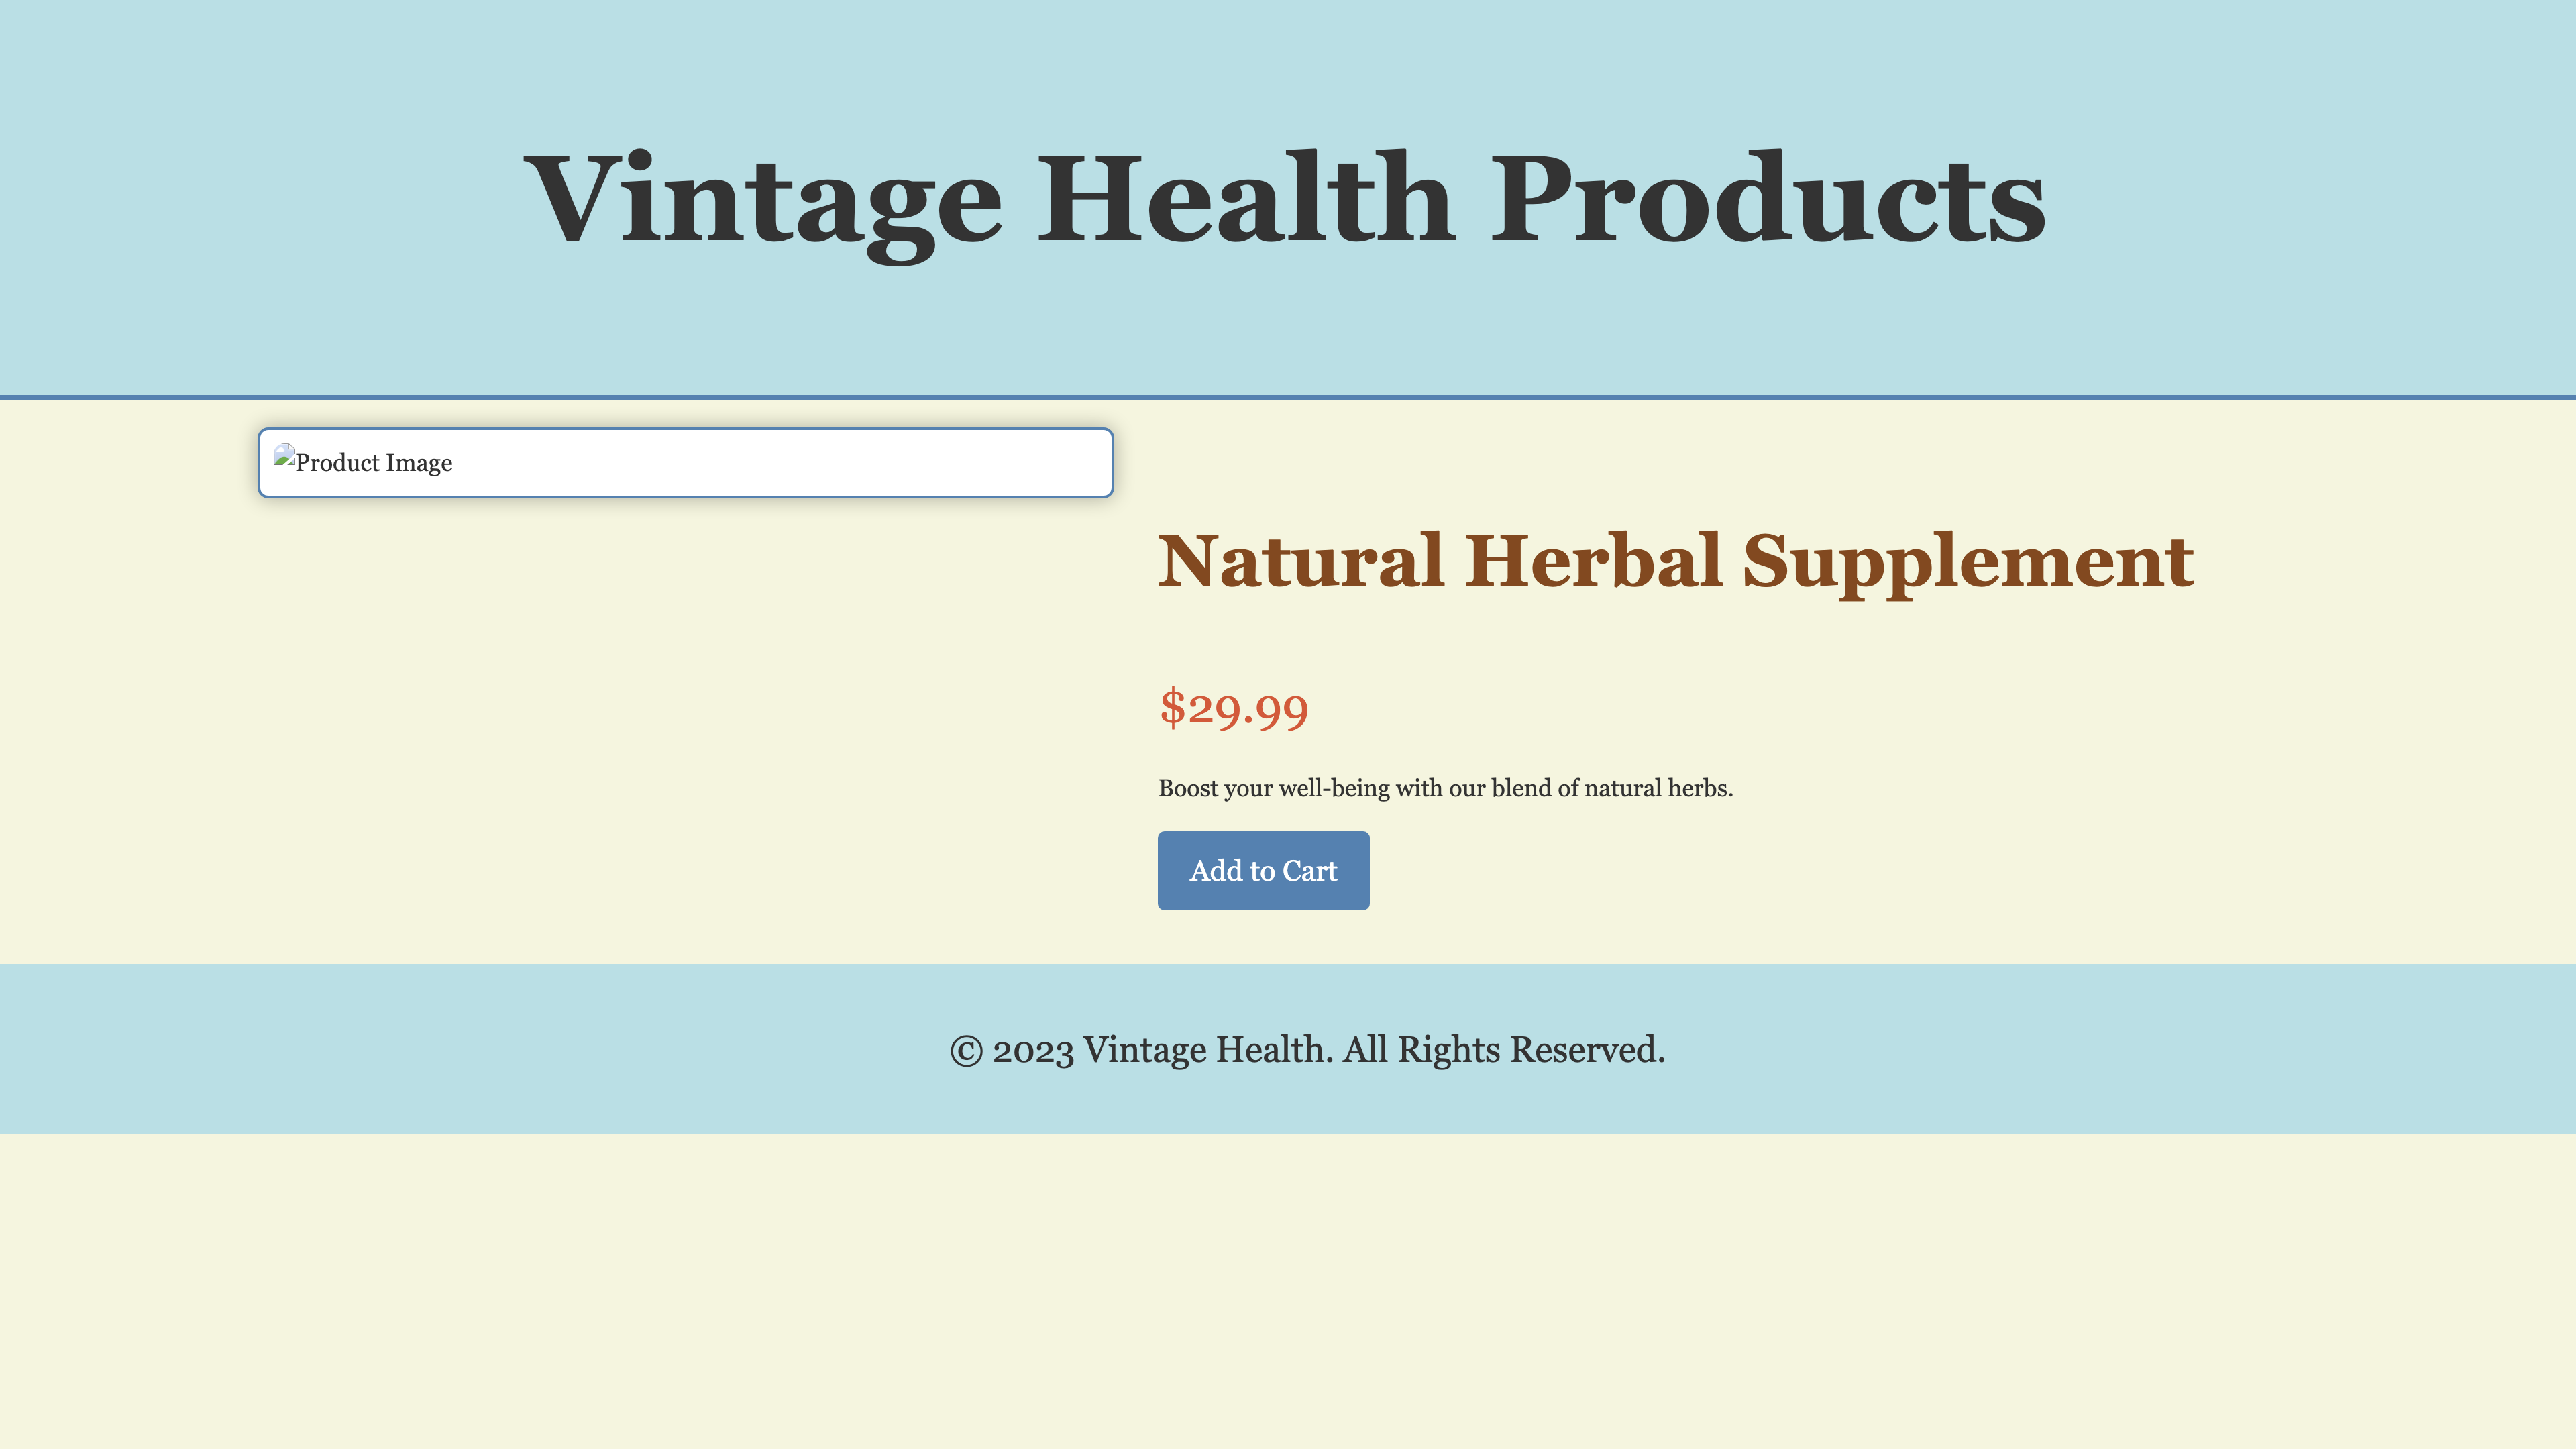 Vintage Health Products
Product Image
Natural Herbal Supplement
$29.99
Boost your well-being with our blend of natural herbs.
Add to Cart
© 2023 Vintage Health. All Rights Reserved.